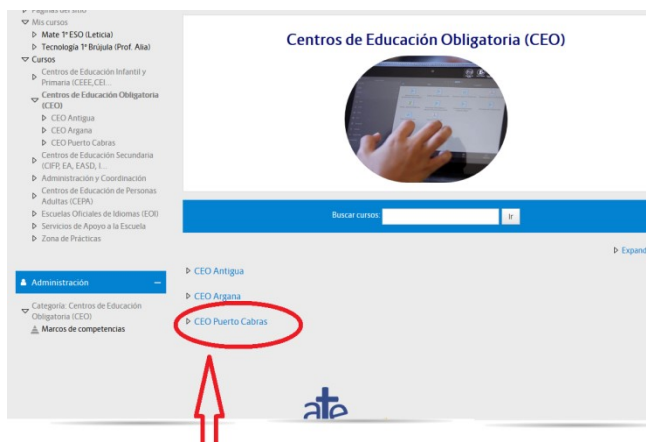 Páginas del sitio
Mis cursos
Mate 1º ESO (Leticia)
Tecnología 1º Brújula (Prof. Alia)
Cursos
Centros de Educación Infantil y
Primaria (CEEE,CEI...
Centros de Educación Obligatoria
(CEO)
CEO Antigua
CEO Argana
CEO Puerto Cabras
Centros de Educación Secundaria
(CIFP, EA, EASD, I...
Administración y Coordinación
Centros de Educación de Personas
Adultas (CEPA)
Escuelas Oficiales de Idiomas (EOI)
Servicios de Apoyo a la Escuela
Zona de Prácticas
Administración
Categoría: Centros de Educación
Obligatoria (CEO)
Marcos de competencias
Centros de Educación Obligatoria (CEO)
Buscar cursos:
Ir
Expand
CEO Antigua
CEO Argana
CEO Puerto Cabras
ate